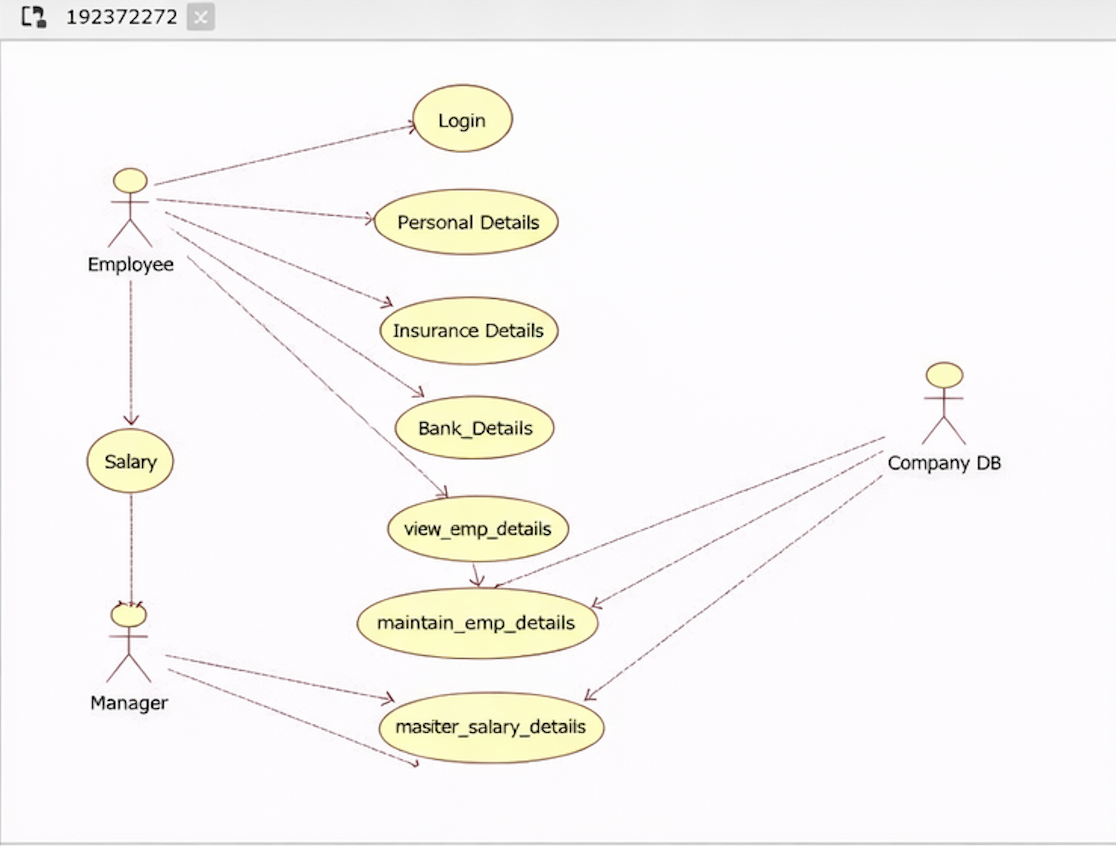 192372272
Login
Personal Details
Employee
Insurance Details
Bank_Details
Salary
Company DB
view_emp_details
maintain_emp_details
Manager
masiter_salary_details